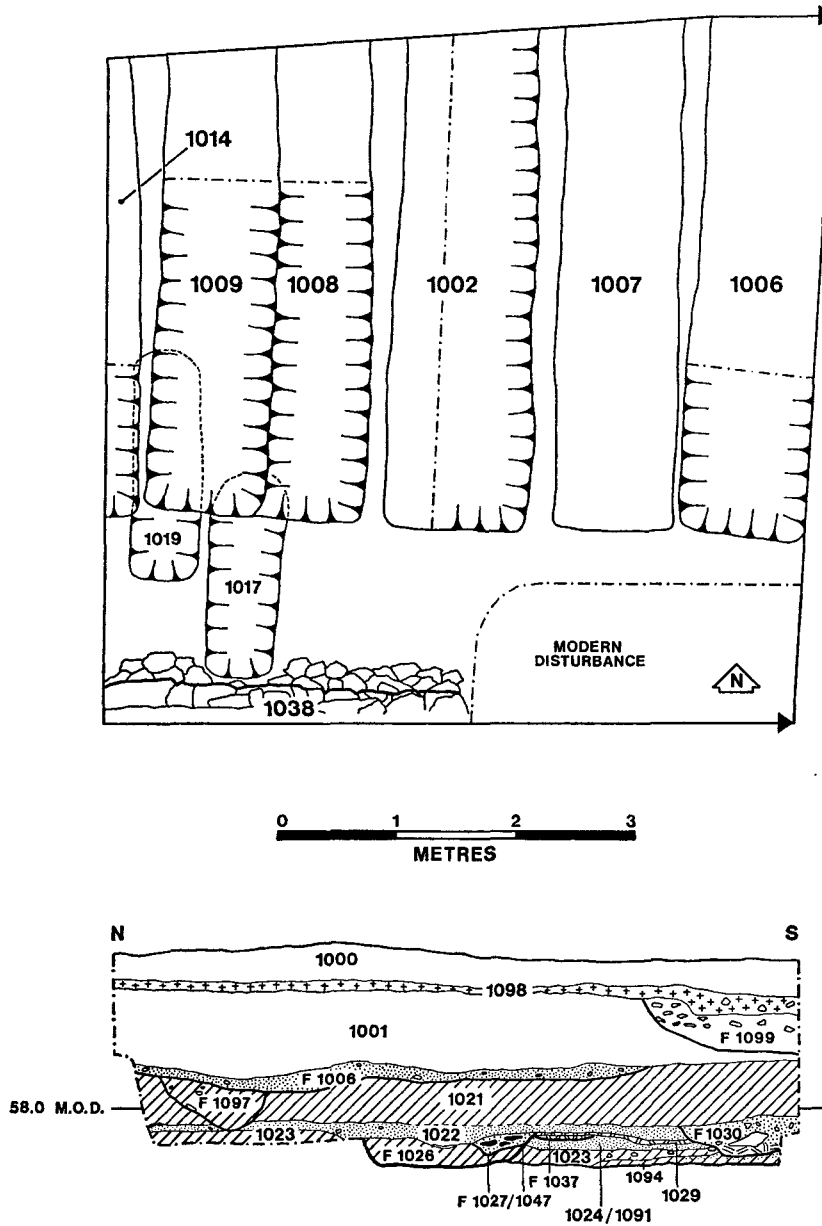 1014
1009 1008 1002 1007 1006
1019
1017
MODERN
DISTURBANCE
N
1038
0 1 2 3
METRES
N S
1000
1098
1001
F 1099
F 1006
F 1097
1021
58.0 M.O.D.
1023 1022 F 1030
F 1026 1023
F 1027/1047 F 1037 1094 1029
1024/1091